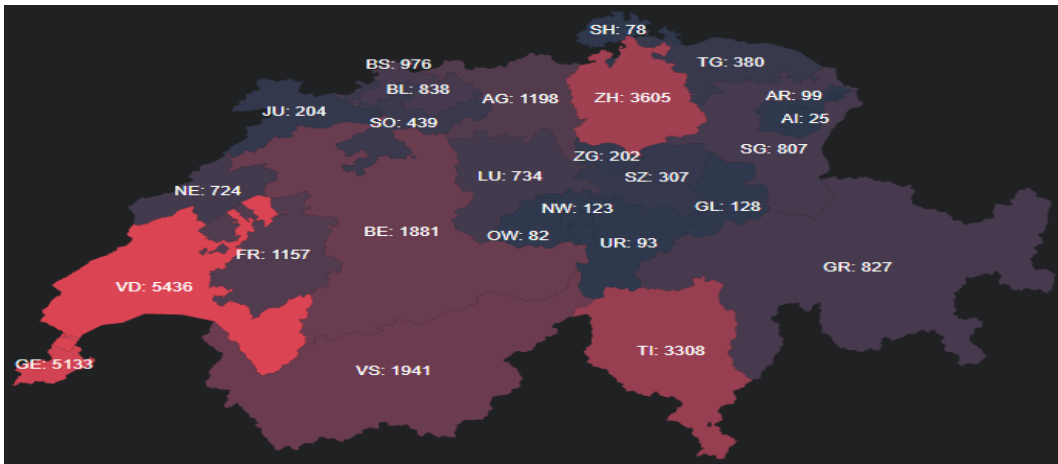 SH: 78
TG: 380
BS: 976
BL: 838
AG: 1198
ZH: 3605
AR: 99
JU: 204
SO: 439
AI: 25
ZG: 202
SG: 807
NE: 724
LU: 734
SZ: 307
NW: 123
GL: 128
BE: 1881
OW: 82
UR: 93
FR: 1157
GR: 827
VD: 5436
TI: 3308
GE: 5133
VS: 1941